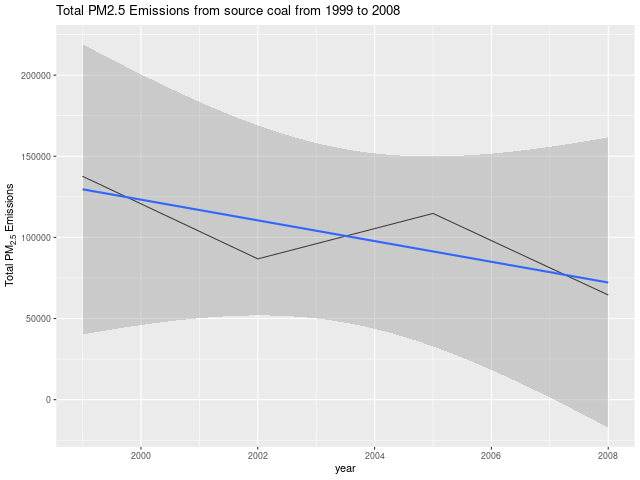 Total PM2.5 Emissions from source coal from 1999 to 2008
200000
150000
100000
50000
0
Total PM2.5 Emissions
2000 2002 2004 2006 2008
year